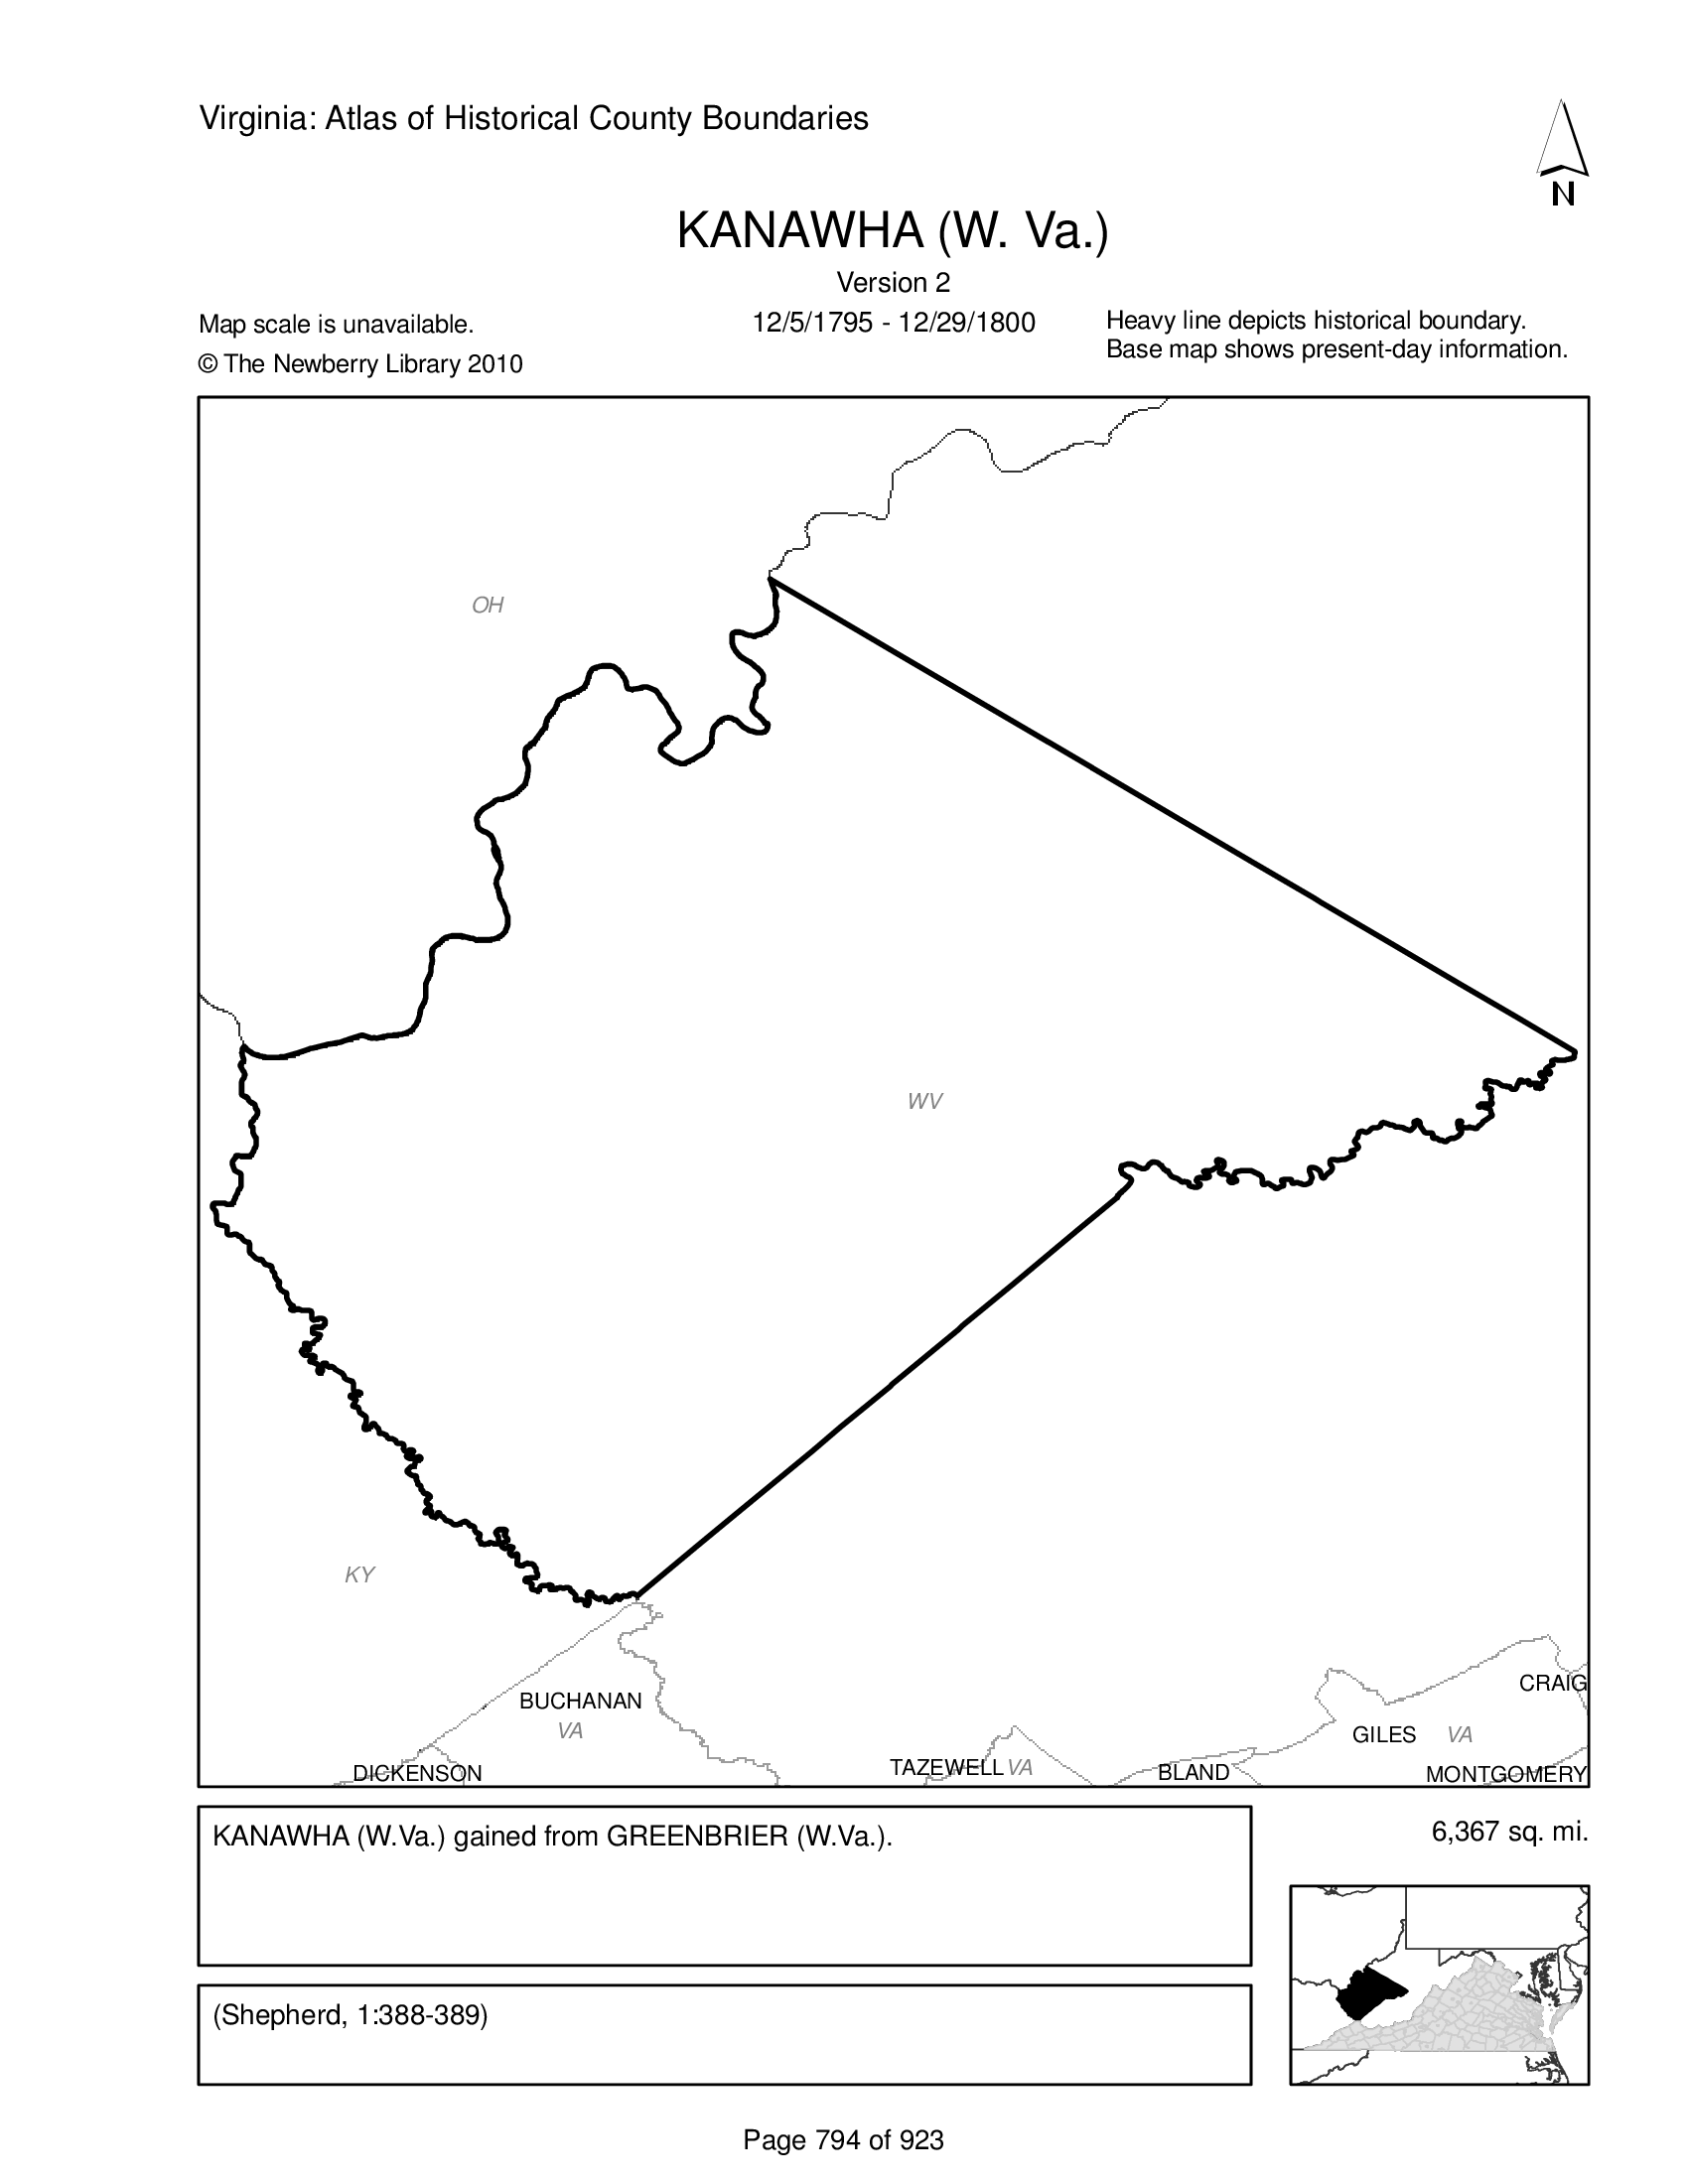 Virginia: Atlas of Historical County Boundaries
N
KANAWHA (W. Va.)
Version 2
12/5/1795 - 12/29/1800
Map scale is unavailable.
© The Newberry Library 2010
Heavy line depicts historical boundary.
Base map shows present-day information.
OH
WV
KY
BUCHANAN
VA
DICKENSON
TAZEWELL VA
BLAND
CRAIG
GILES VA
MONTGOMERY
KANAWHA (W.Va.) gained from GREENBRIER (W.Va.).
6,367 sq. mi.
(Shepherd, 1:388-389)
Page 794 of 923